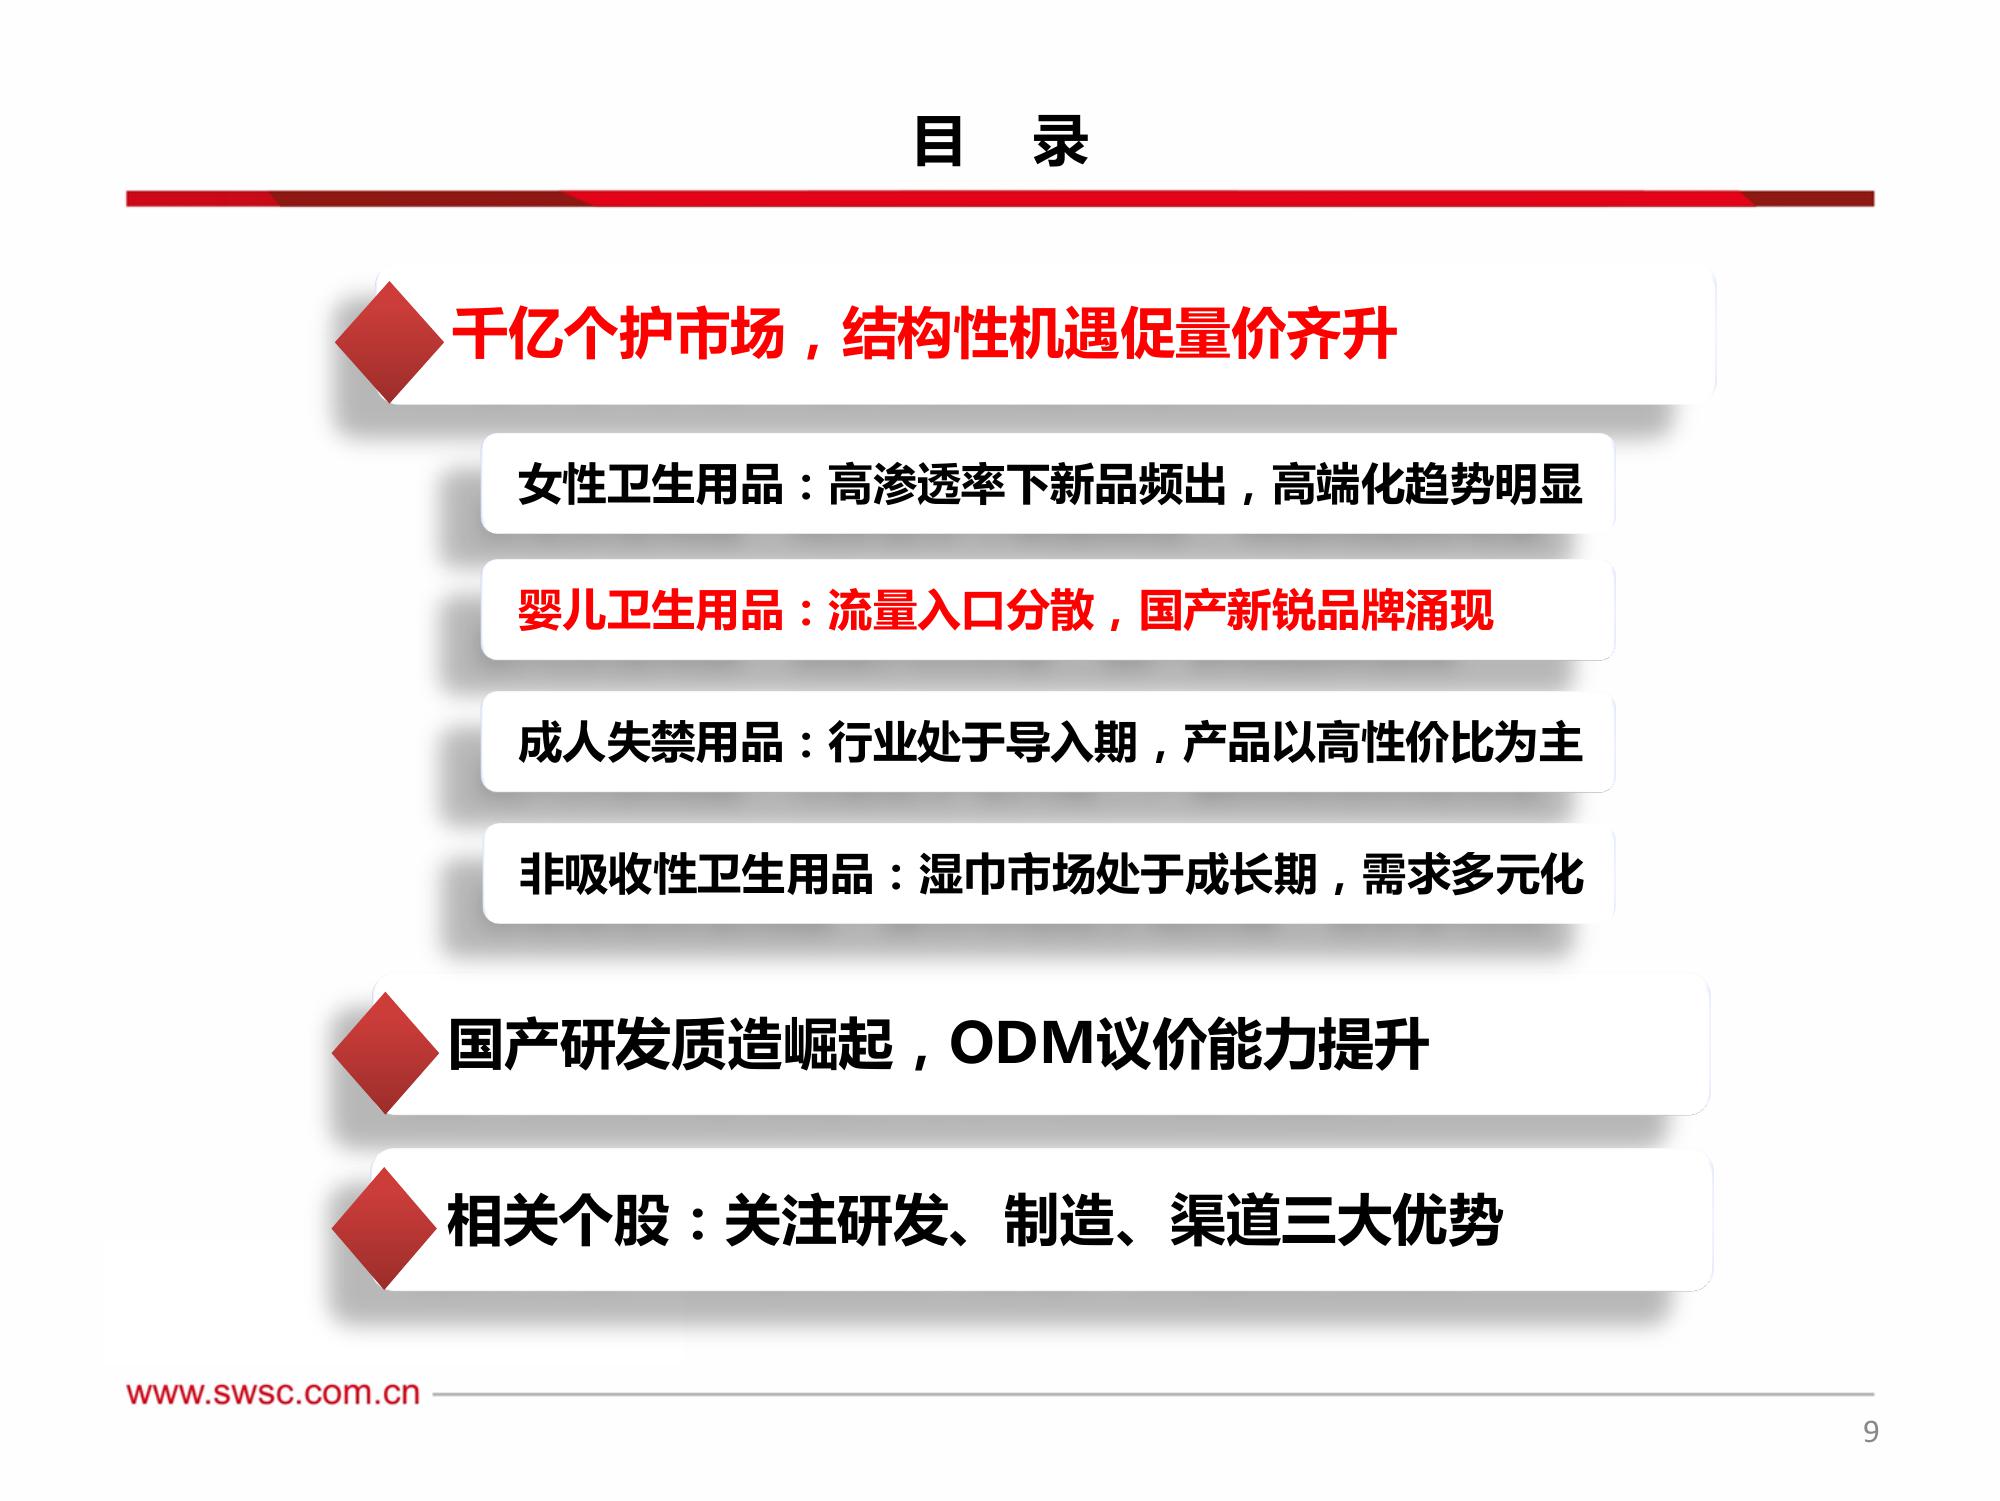 目 录
千亿个护市场，结构性机遇促量价齐升
女性卫生用品：高渗透率下新品频出，高端化趋势明显
婴儿卫生用品：流量入口分散，国产新锐品牌涌现
成人失禁用品：行业处于导入期，产品以高性价比为主
非吸收性卫生用品：湿巾市场处于成长期，需求多元化
国产研发质造崛起，ODM议价能力提升
相关个股：关注研发、制造、渠道三大优势
www.swsc.com.cn
9